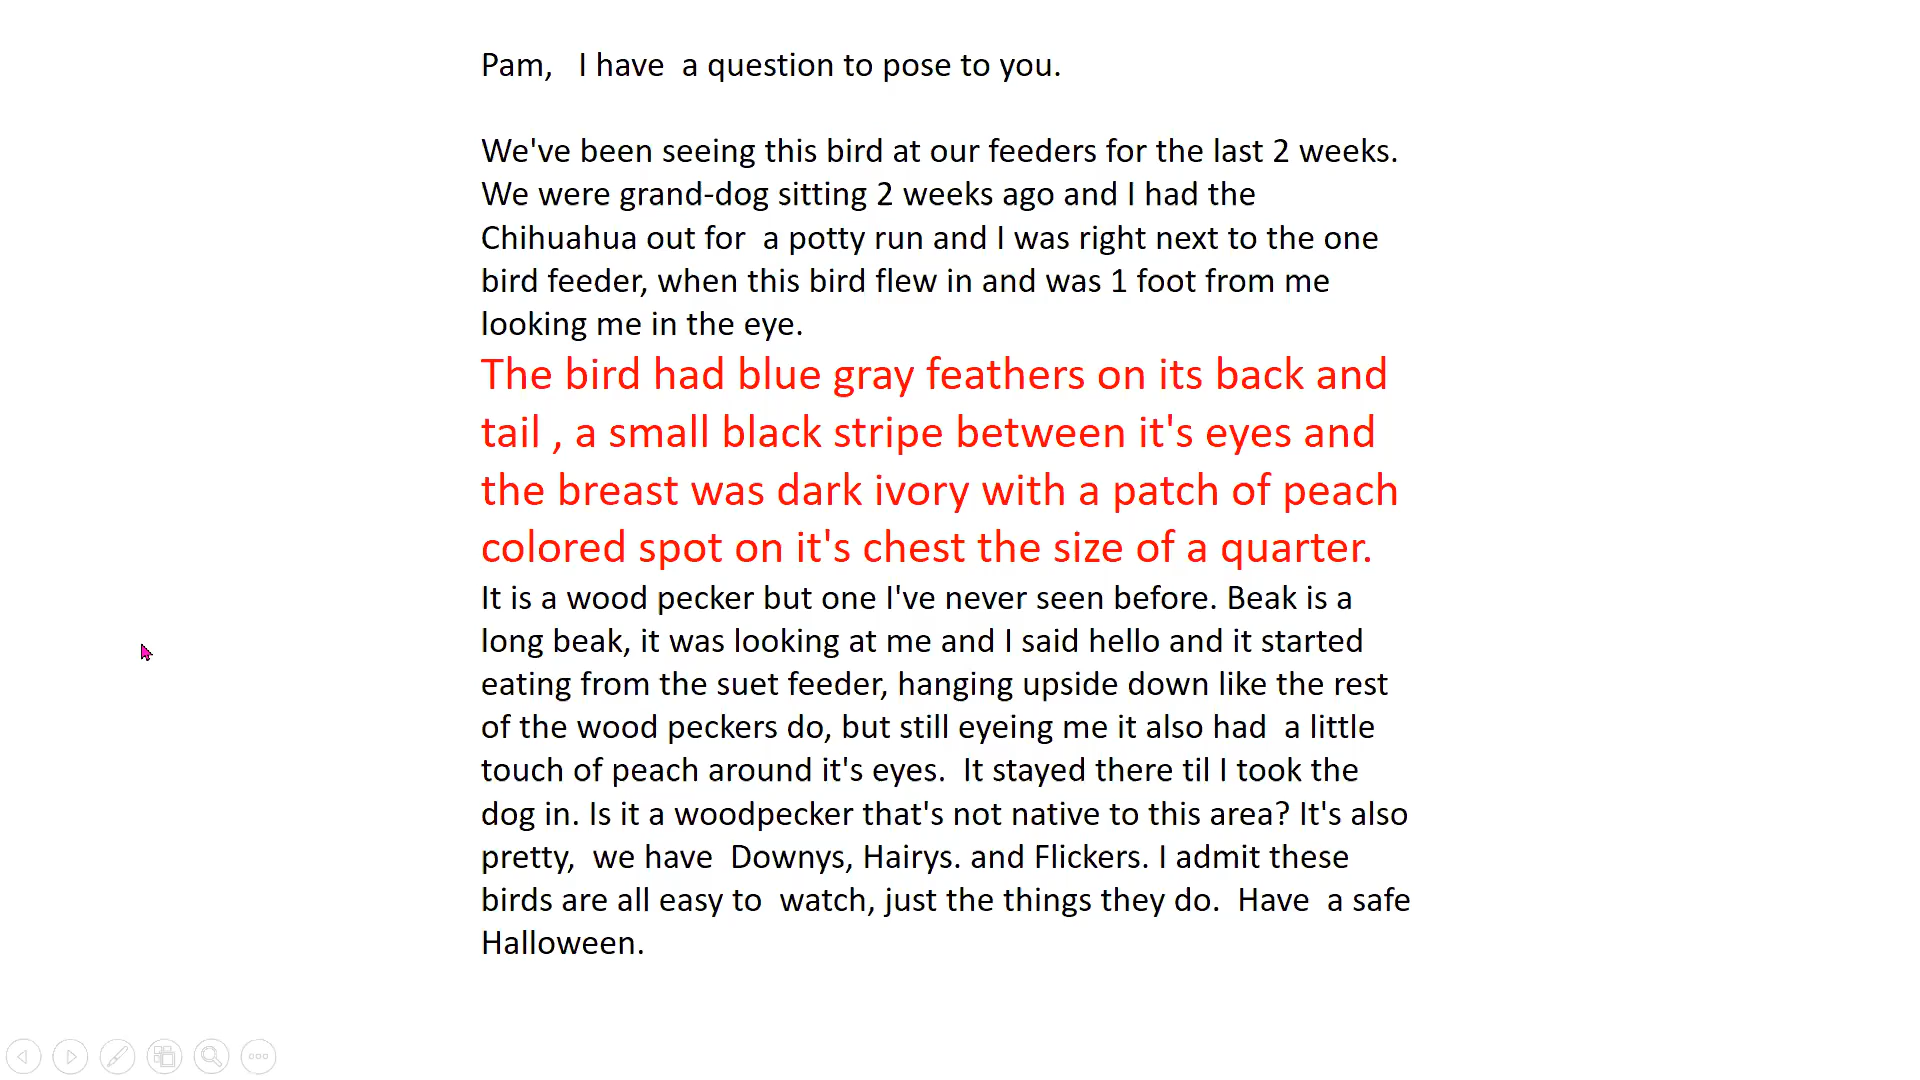 Pam,   I have  a question to pose to you.
We've been seeing this bird at our feeders for the last 2 weeks.
We were grand-dog sitting 2 weeks ago and I had the
Chihuahua out for  a potty run and I was right next to the one
bird feeder, when this bird flew in and was 1 foot from me
looking me in the eye.
The bird had blue gray feathers on its back and
tail , a small black stripe between it's eyes and
the breast was dark ivory with a patch of peach
colored spot on it's chest the size of a quarter.
It is a wood pecker but one I've never seen before. Beak is a
long beak, it was looking at me and I said hello and it started
eating from the suet feeder, hanging upside down like the rest
of the wood peckers do, but still eyeing me it also had  a little
touch of peach around it's eyes.  It stayed there til I took the
dog in. Is it a woodpecker that's not native to this area? It's also
pretty,  we have  Downys, Hairys. and Flickers. I admit these
birds are all easy to  watch, just the things they do.  Have  a safe
Halloween.